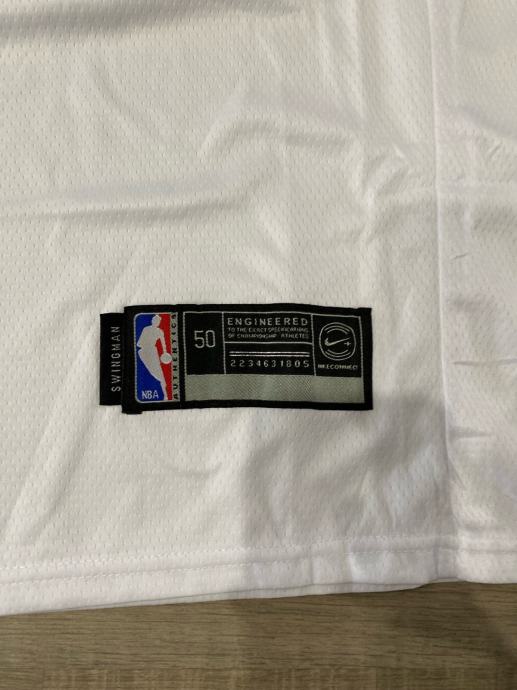 SWINGMAN
NBA
AUTHENTICS
50
ENGINEERED
TO THE EXACT SPECIFICATIONS
OF CHAMPIONSHIP ATHLETES
2234631805
NIKECONNECT